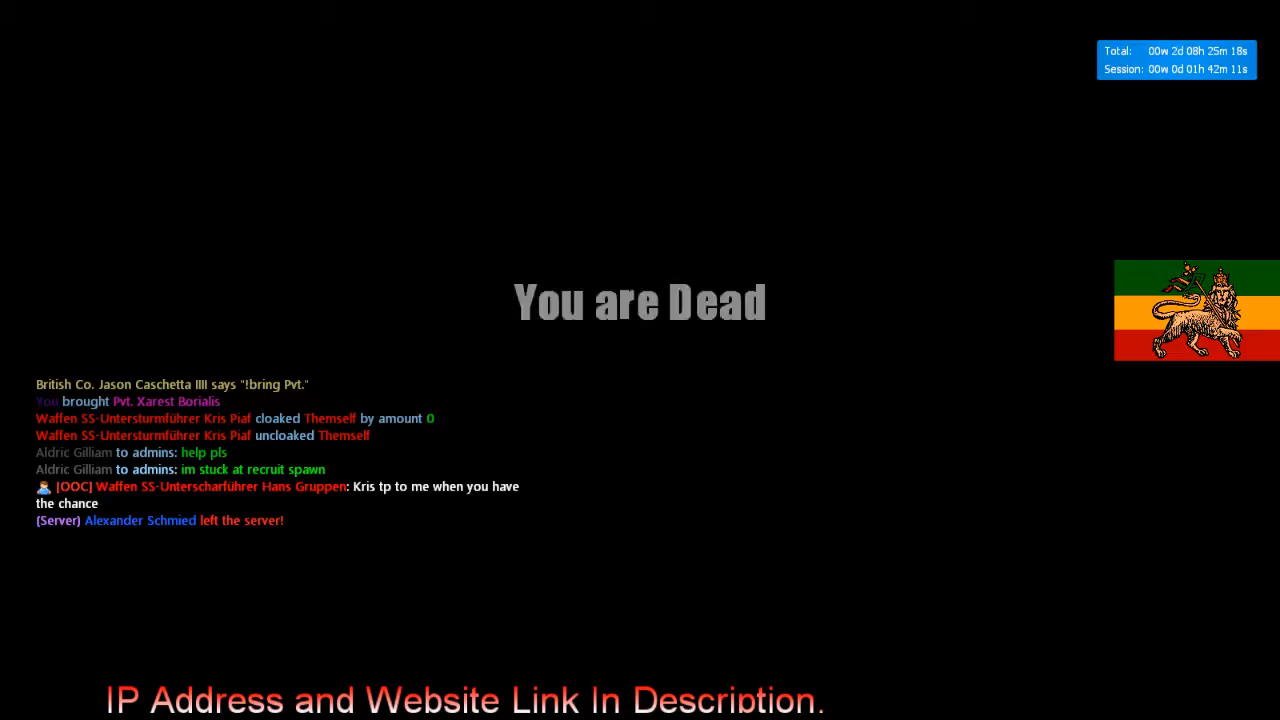 Total: 00w 2d 08h 25m 18s
Session: 00w 0d 01h 42m 11s
You are Dead
British Co. Jason Caschetta IIII says "!bring Pvt."
You brought Pvt. Xarest Borialis
Waffen SS-Untersturmführer Kris Piaf cloaked Themself by amount 0
Waffen SS-Untersturmführer Kris Piaf uncloaked Themself
Aldric Gilliam to admins: help pls
Aldric Gilliam to admins: im stuck at recruit spawn
[OOC] Waffen SS-Unterscharführer Hans Gruppen: Kris tp to me when you have
the chance
(Server) Alexander Schmied left the server!
IP Address and Website Link In Description.